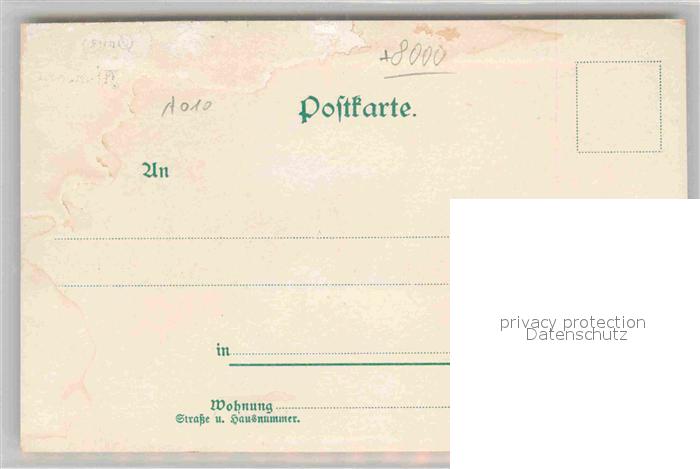 +8000
A010
Postkarte.
An
in
Wohnung
Straße u. Hausnummer.
privacy protection
Datenschutz